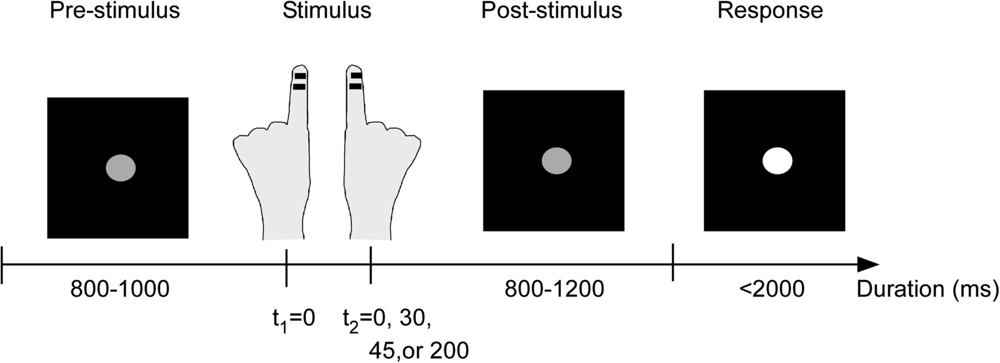 Pre-stimulus Stimulus Post-stimulus Response
800-1000 800-1200 <2000 Duration (ms)
t1=0 t2=0, 30,
45,or 200